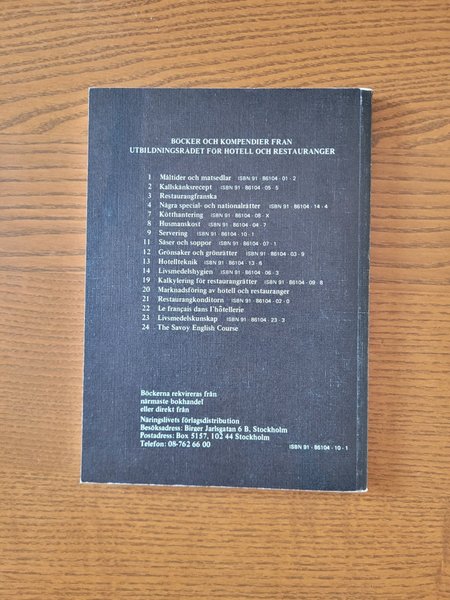 BÖCKER OCH KOMPENDIER FRÅN
UTBILDNINGSRÅDET FÖR HOTELL OCH RESTAURANGER
1 Måltider och matsedlar ISBN 91 - 86104 - 01 - 2
2 Kallskänksrecept ISBN 91 - 86104 - 05 - 5
3 Restaurangfranska
4 Några special- och nationalrätter ISBN 91 - 86104 - 14 - 4
7 Kötthantering ISBN 91 - 86104 - 08 - X
8 Husmanskost ISBN 91 - 86104 - 04 - 7
9 Servering ISBN 91 - 86104 - 10 - 1
11 Såser och soppor ISBN 91 - 86104 - 07 - 1
12 Grönsaker och grönrätter ISBN 91 - 86104 - 03 - 9
13 Hotellteknik ISBN 91 - 86104 - 13 - 6
14 Livsmedelshygien ISBN 91 - 86104 - 06 - 3
19 Kalkylering för restaurangrätter ISBN 91 - 86104 - 09 - 8
20 Marknadsföring av hotell och restauranger
21 Restaurangkonditorn ISBN 91 - 86104 - 02 - 0
22 Le français dans l'hôtellerie
23 Livsmedelskunskap ISBN 91 - 86104 - 23 - 3
24 The Savoy English Course
Böckerna rekvireras från
närmaste bokhandel
eller direkt från
Näringslivets förlagsdistribution
Besöksadress: Birger Jarlsgatan 6 B, Stockholm
Postadress: Box 5157, 102 44 Stockholm
Telefon: 08-762 66 00
ISBN 91 - 86104 - 10 - 1